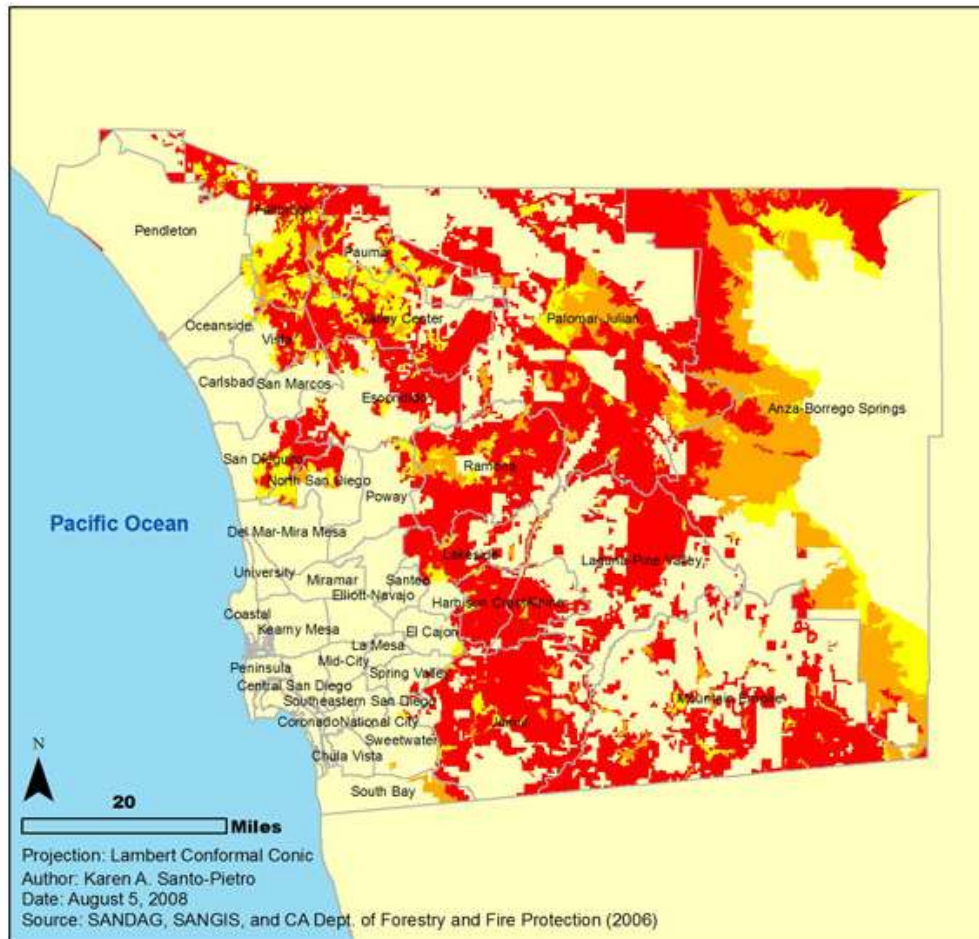 Pendleton
Fallbrook
Pauma
Valley Center
Palomar-Julian
Oceanside
Vista
Carlsbad
San Marcos
Escondido
Anza-Borrego Springs
San Dieguito
North San Diego
Ramona
Poway
Pacific Ocean
Del Mar-Mira Mesa
Lakeside
Laguna-Pine Valley
University
Miramar
Santee
Elliott-Navajo
Harbison Crest
Coastal
Kearny Mesa
El Cajon
La Mesa
Peninsula
Mid-City
Spring Valley
Central San Diego
Southeastern San Diego
Mountain Empire
Coronado
National City
Jamul
Sweetwater
Chula Vista
South Bay
N
20
Miles
Projection: Lambert Conformal Conic
Author: Karen A. Santo-Pietro
Date: August 5, 2008
Source: SANDAG, SANGIS, and CA Dept. of Forestry and Fire Protection (2006)